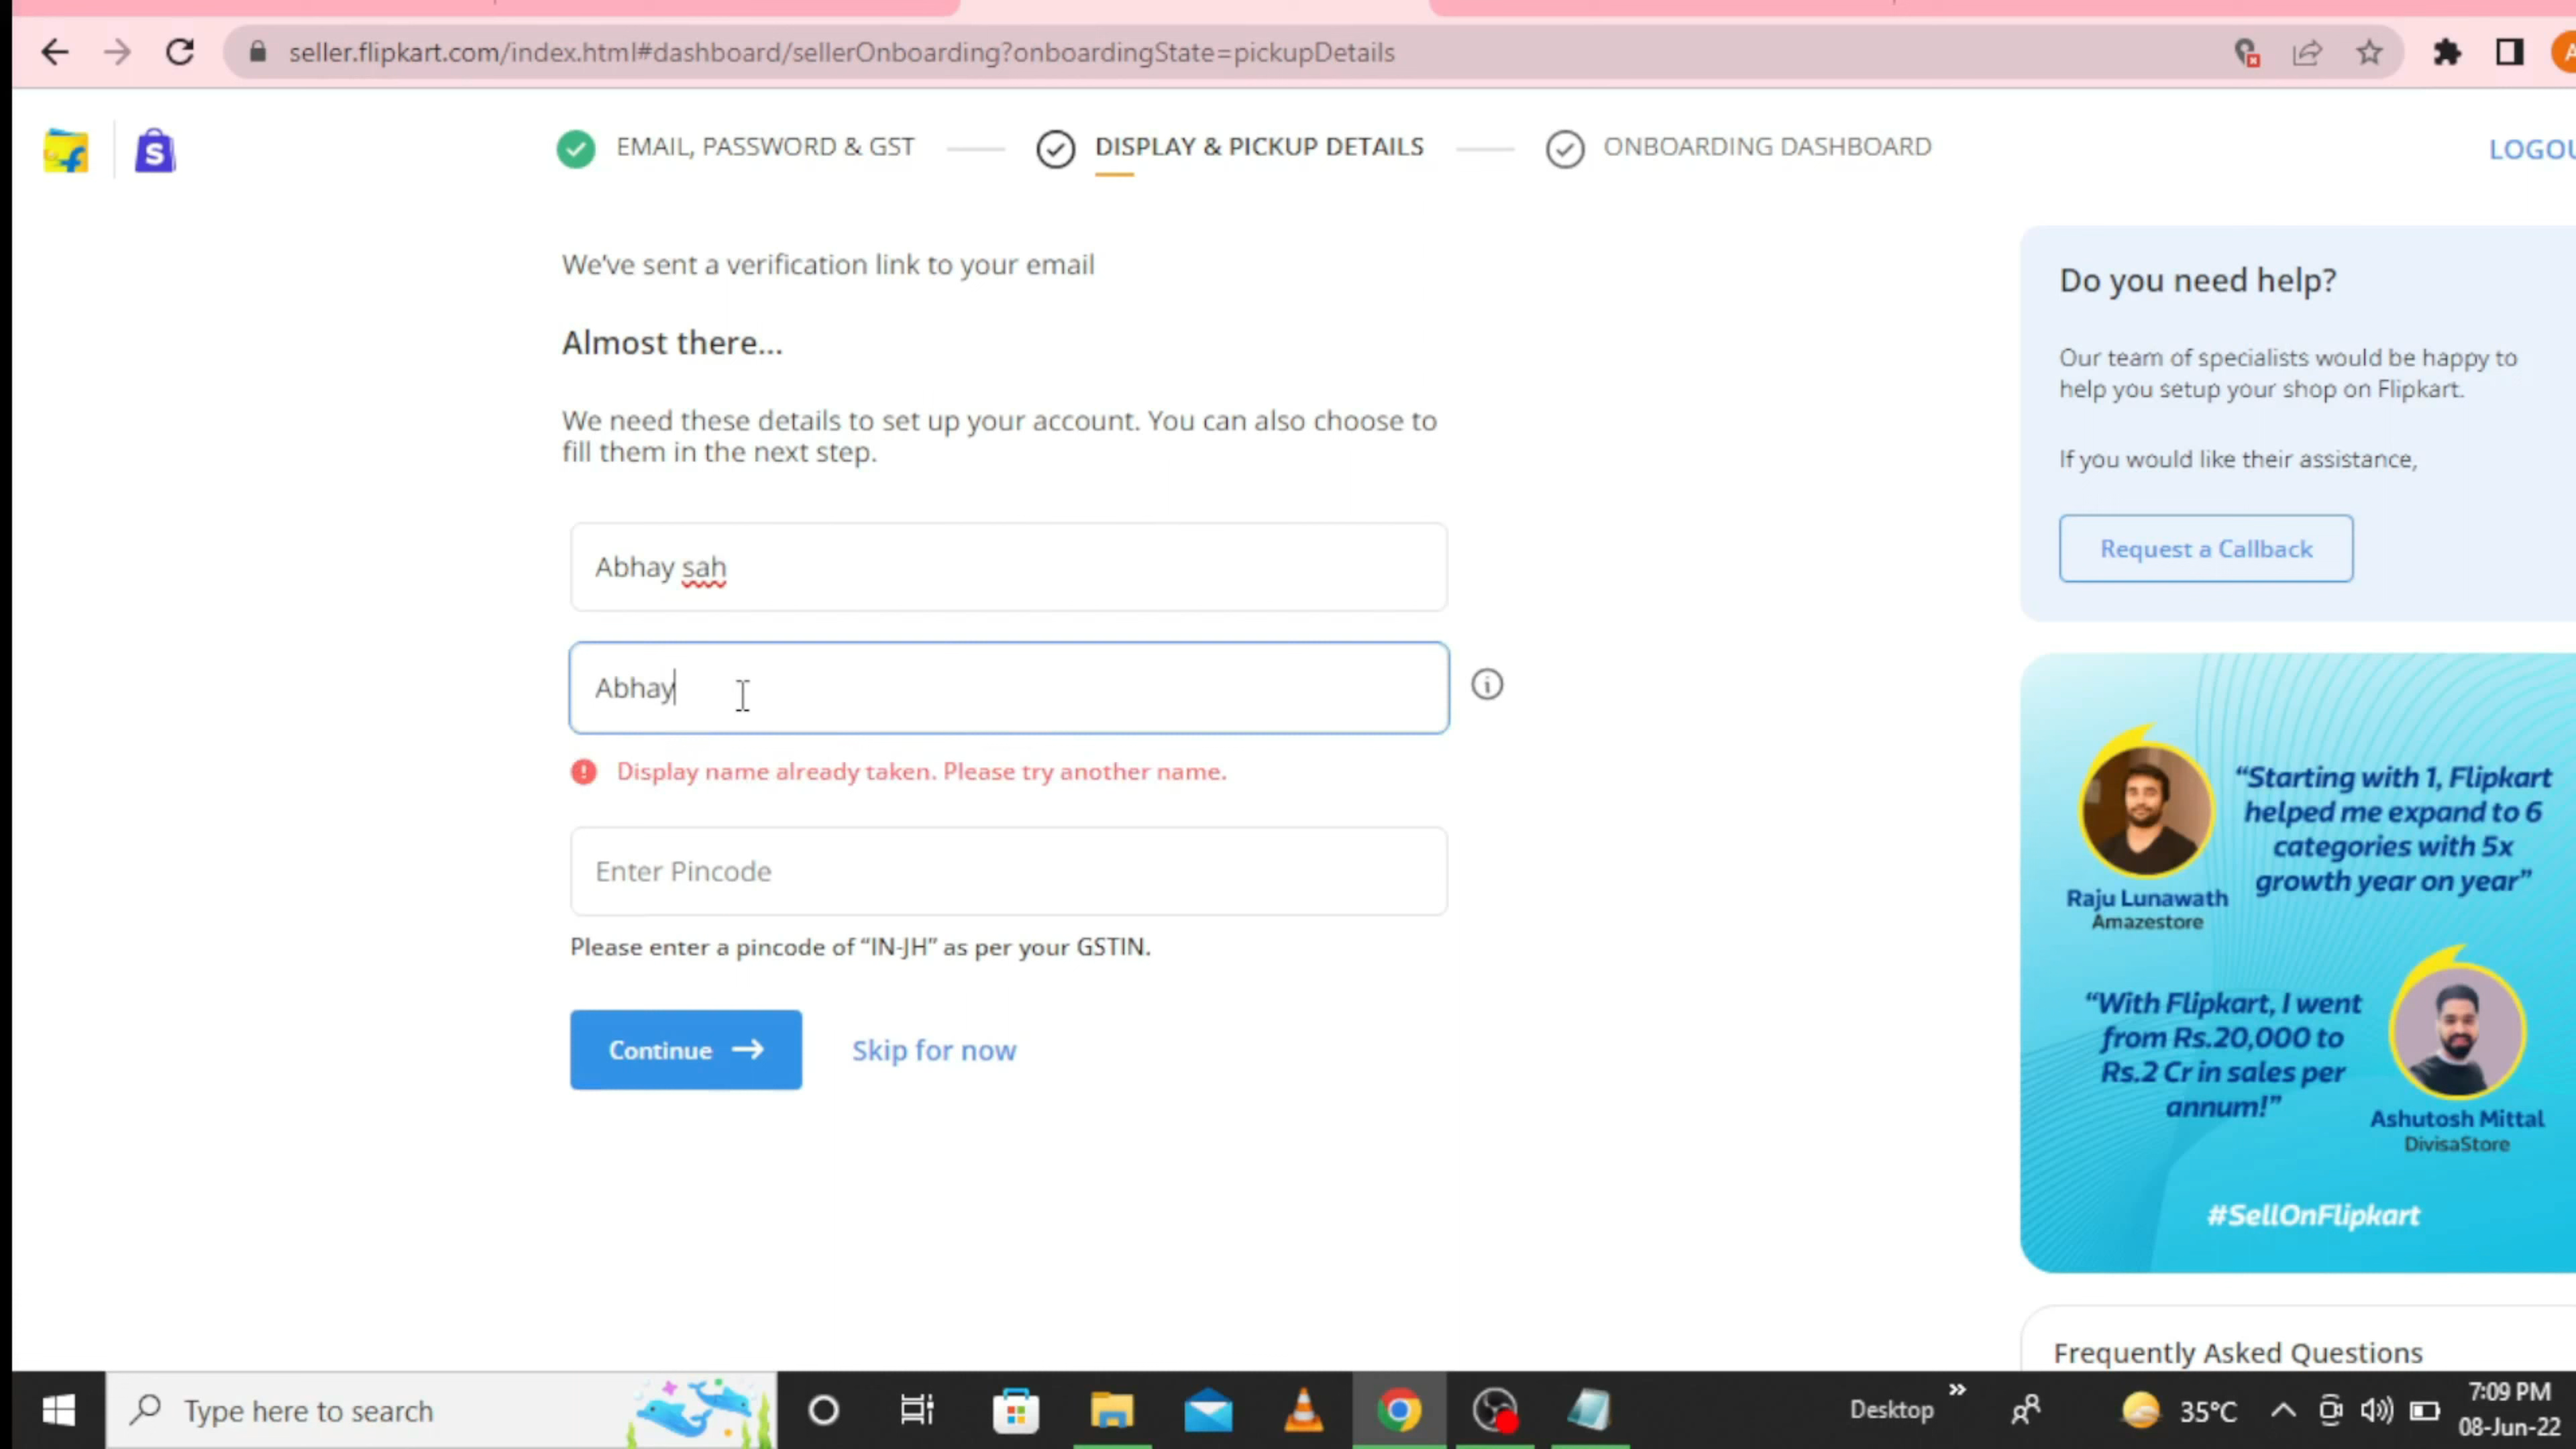 seller.flipkart.com/index.html#dashboard/sellerOnboarding?onboardingState=pickupDetails
S
EMAIL, PASSWORD & GST
DISPLAY & PICKUP DETAILS
ONBOARDING DASHBOARD
LOGOU
We've sent a verification link to your email
Almost there...
We need these details to set up your account. You can also choose to
fill them in the next step.
Abhay sah
Abhay
Display name already taken. Please try another name.
Enter Pincode
Please enter a pincode of “IN-JH” as per your GSTIN.
Continue
Skip for now
Do you need help?
Our team of specialists would be happy to
help you setup your shop on Flipkart.
If you would like their assistance,
Request a Callback
“Starting with 1, Flipkart
helped me expand to 6
categories with 5x
growth year on year”
Raju Lunawath
Amazestore
“With Flipkart, I went
from Rs.20,000 to
Rs.2 Cr in sales per
annum!”
Ashutosh Mittal
DivisaStore
#SellOnFlipkart
Frequently Asked Questions
Type here to search
Desktop
35°C
7:09 PM
08-Jun-22